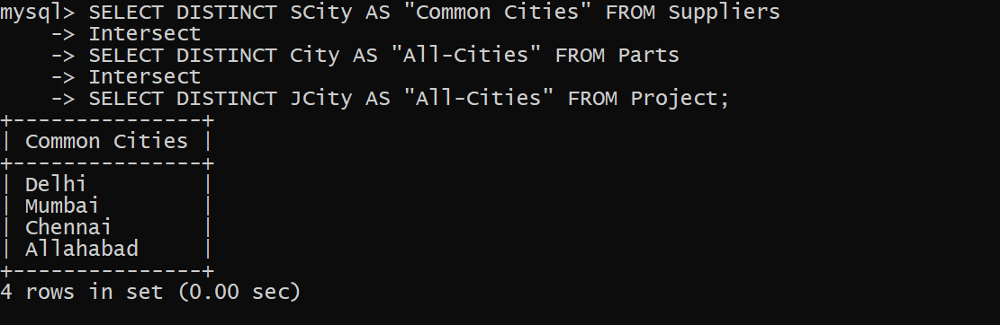 mysql> SELECT DISTINCT SCity AS "Common Cities" FROM Suppliers
    -> Intersect
    -> SELECT DISTINCT City AS "All-Cities" FROM Parts
    -> Intersect
    -> SELECT DISTINCT JCity AS "All-Cities" FROM Project;
+---------------+
| Common Cities |
+---------------+
| Delhi         |
| Mumbai        |
| Chennai       |
| Allahabad     |
+---------------+
4 rows in set (0.00 sec)